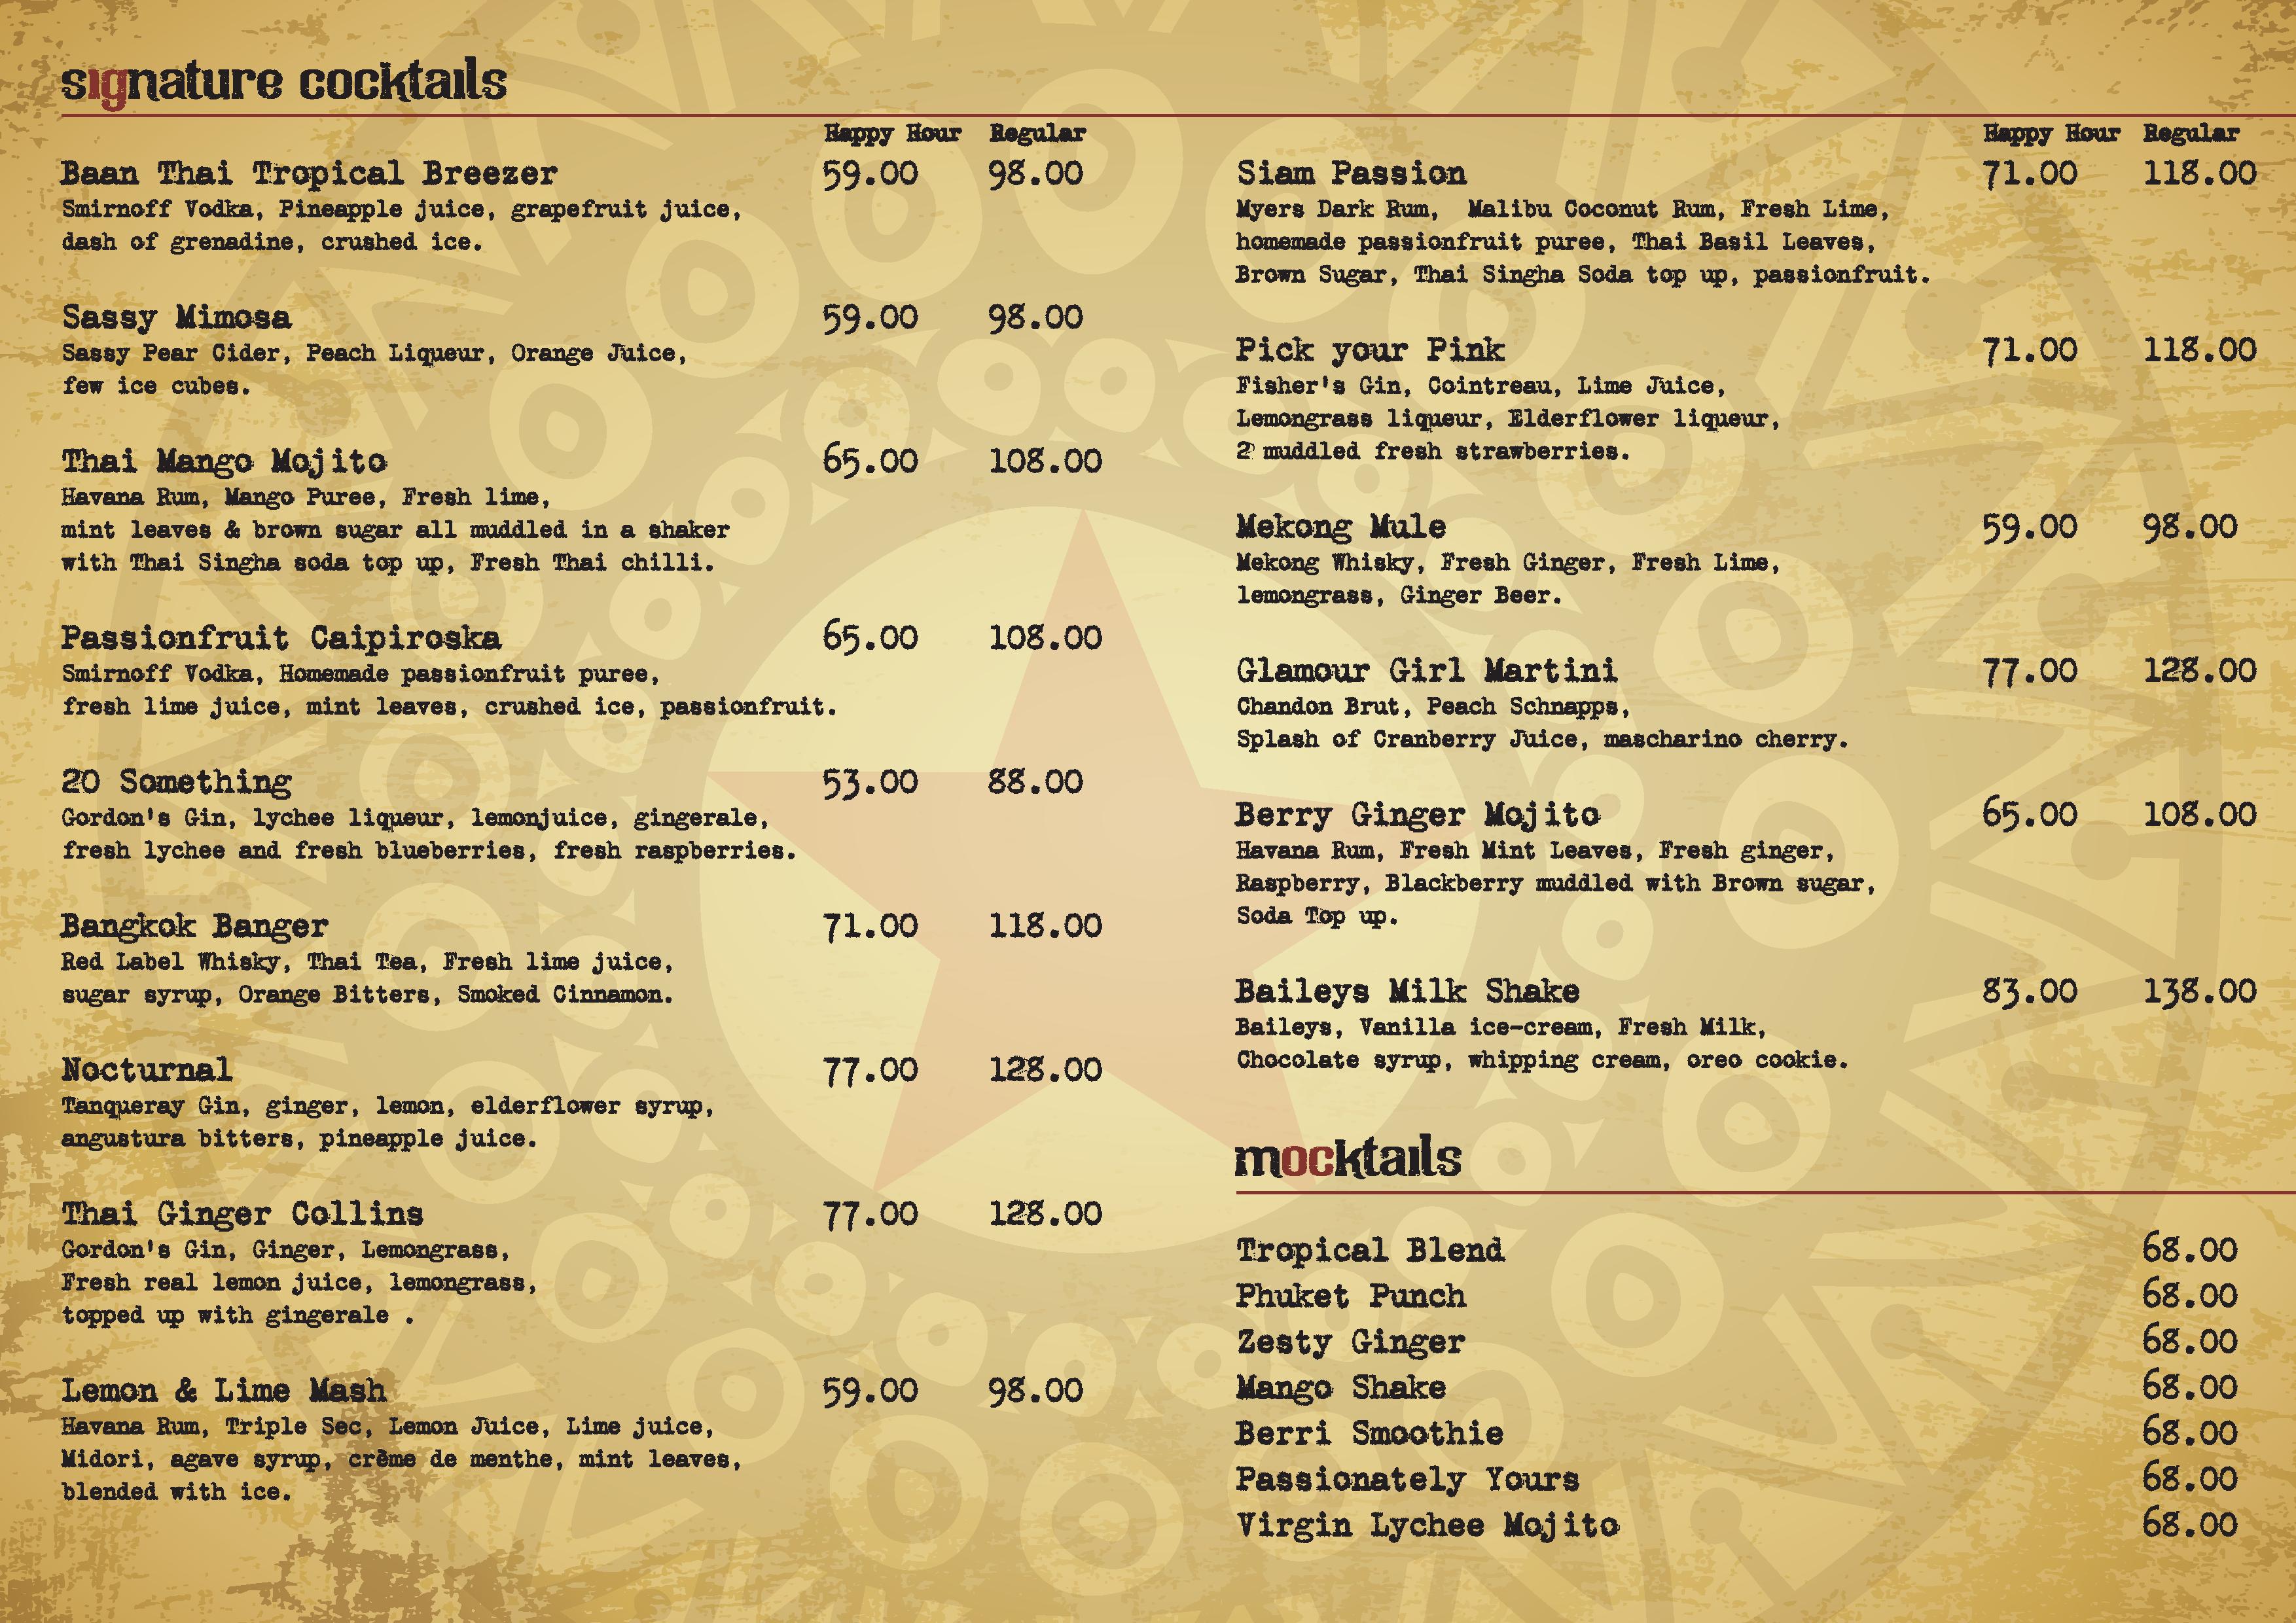 signature cocktails
Happy Hour Regular
Baan Thai Tropical Breezer 59.00 98.00
Smirnoff Vodka, Pineapple juice, grapefruit juice,
dash of grenadine, crushed ice.
Sassy Mimosa 59.00 98.00
Sassy Pear Cider, Peach Liqueur, Orange Juice,
few ice cubes.
Thai Mango Mojito 65.00 108.00
Havana Rum, Mango Puree, Fresh lime,
mint leaves & brown sugar all muddled in a shaker
with Thai Singha soda top up, Fresh Thai chilli.
Passionfruit Caipiroska 65.00 108.00
Smirnoff Vodka, Homemade passionfruit puree,
fresh lime juice, mint leaves, crushed ice, passionfruit.
20 Something 53.00 88.00
Gordon's Gin, lychee liqueur, lemonjuice, gingerale,
fresh lychee and fresh blueberries, fresh raspberries.
Bangkok Banger 71.00 118.00
Red Label Whisky, Thai Tea, Fresh lime juice,
sugar syrup, Orange Bitters, Smoked Cinnamon.
Nocturnal 77.00 128.00
Tanqueray Gin, ginger, lemon, elderflower syrup,
angustura bitters, pineapple juice.
Thai Ginger Collins 77.00 128.00
Gordon's Gin, Ginger, Lemongrass,
Fresh real lemon juice, lemongrass,
topped up with gingerale .
Lemon & Lime Mash 59.00 98.00
Havana Rum, Triple Sec, Lemon Juice, Lime juice,
Midori, agave syrup, crème de menthe, mint leaves,
blended with ice.
Happy Hour Regular
Siam Passion 71.00 118.00
Myers Dark Rum, Malibu Coconut Rum, Fresh Lime,
homemade passionfruit puree, Thai Basil Leaves,
Brown Sugar, Thai Singha Soda top up, passionfruit.
Pick your Pink 71.00 118.00
Fisher's Gin, Cointreau, Lime Juice,
Lemongrass liqueur, Elderflower liqueur,
2 muddled fresh strawberries.
Mekong Mule 59.00 98.00
Mekong Whisky, Fresh Ginger, Fresh Lime,
lemongrass, Ginger Beer.
Glamour Girl Martini 77.00 128.00
Chandon Brut, Peach Schnapps,
Splash of Cranberry Juice, mascharino cherry.
Berry Ginger Mojito 65.00 108.00
Havana Rum, Fresh Mint Leaves, Fresh ginger,
Raspberry, Blackberry muddled with Brown sugar,
Soda Top up.
Baileys Milk Shake 83.00 138.00
Baileys, Vanilla ice-cream, Fresh Milk,
Chocolate syrup, whipping cream, oreo cookie.
mocktails
Tropical Blend 68.00
Phuket Punch 68.00
Zesty Ginger 68.00
Mango Shake 68.00
Berri Smoothie 68.00
Passionately Yours 68.00
Virgin Lychee Mojito 68.00